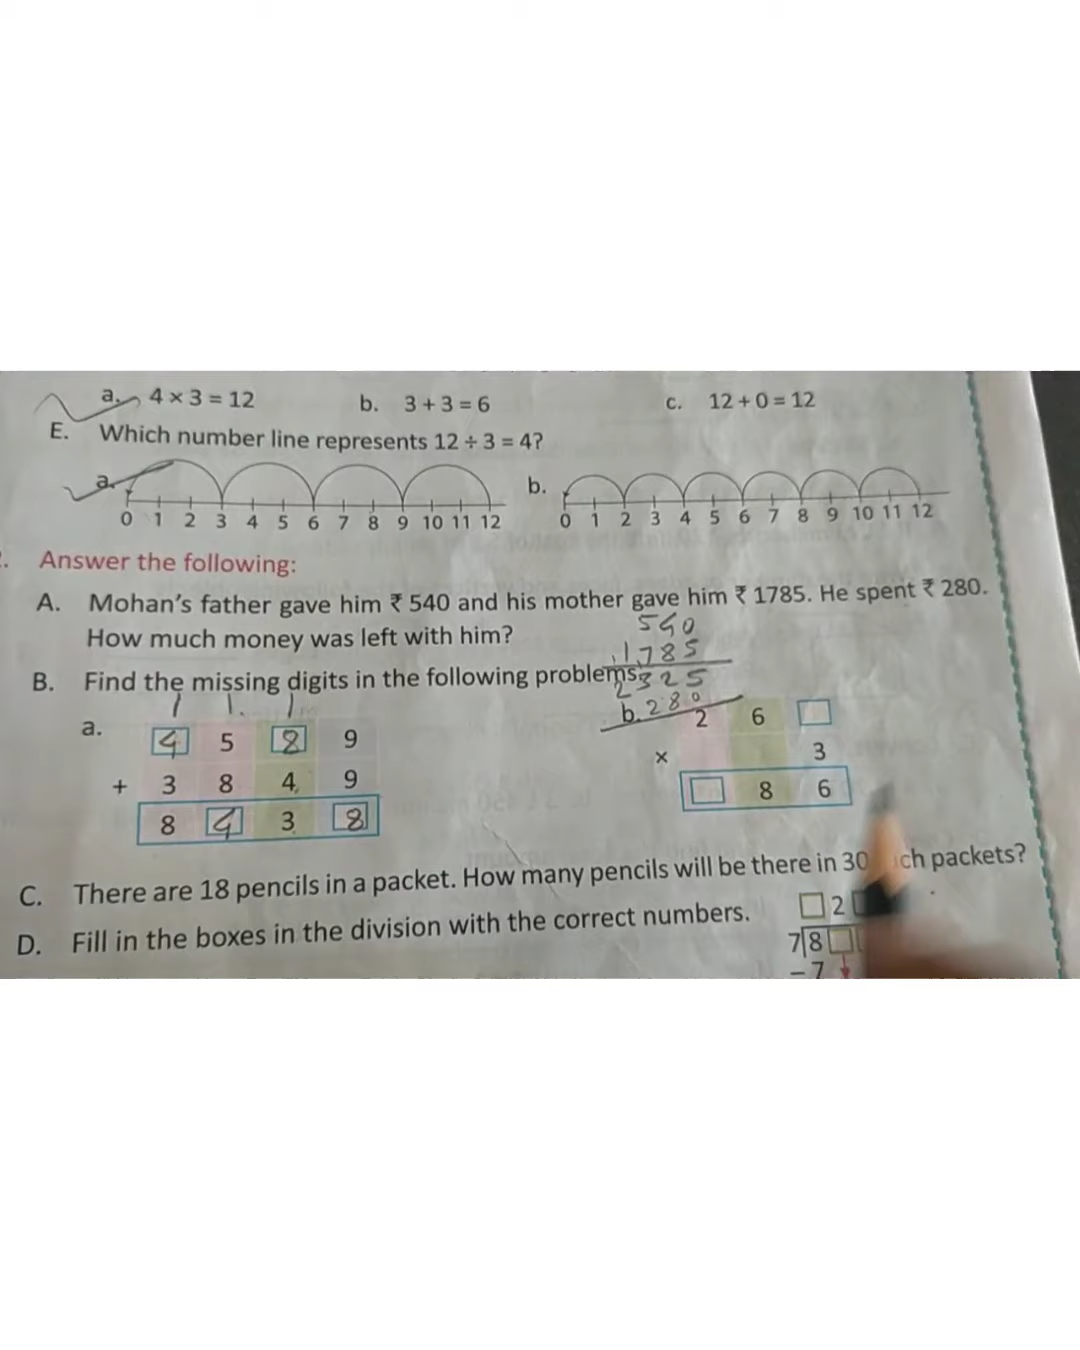 a. 4 × 3 = 12 b. 3 + 3 = 6 c. 12 + 0 = 12
E. Which number line represents 12 ÷ 3 = 4?
a. b.
0 1 2 3 4 5 6 7 8 9 10 11 12 0 1 2 3 4 5 6 7 8 9 10 11 12
Answer the following:
A. Mohan's father gave him ₹ 540 and his mother gave him ₹ 1785. He spent ₹ 280.
How much money was left with him?
540
1785
B. Find the missing digits in the following problems:
2325
280
1 1. 1
a. 4 5 8 9 b. 2 6 □
+ 3 8 4 9 × 3
8 4 3 8 □ 8 6
C. There are 18 pencils in a packet. How many pencils will be there in 30 packets?
D. Fill in the boxes in the division with the correct numbers.
□ 2
7 8 □
– 7